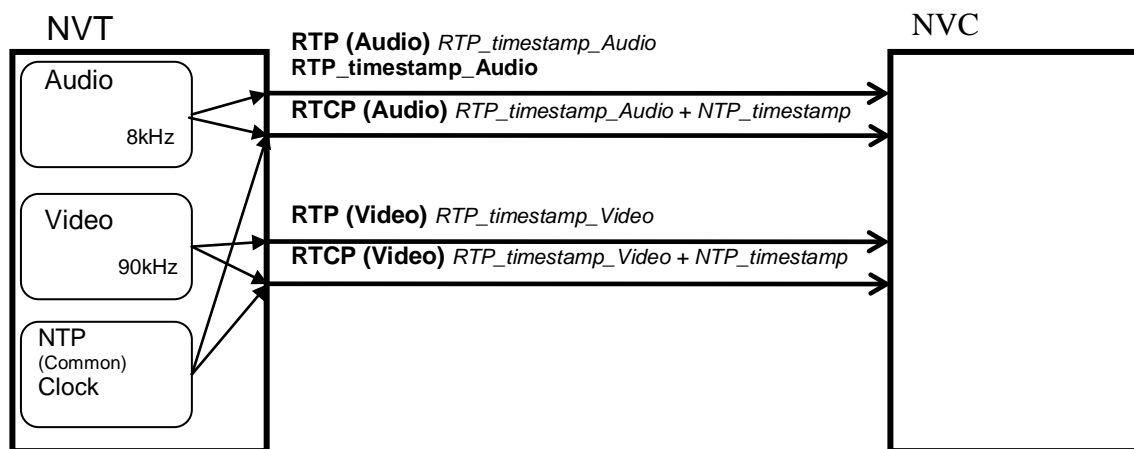 NVT
NVC
RTP (Audio) RTP_timestamp_Audio
RTP_timestamp_Audio
RTCP (Audio) RTP_timestamp_Audio + NTP_timestamp
Audio
8kHz
RTP (Video) RTP_timestamp_Video
RTCP (Video) RTP_timestamp_Video + NTP_timestamp
Video
90kHz
NTP
(Common)
Clock